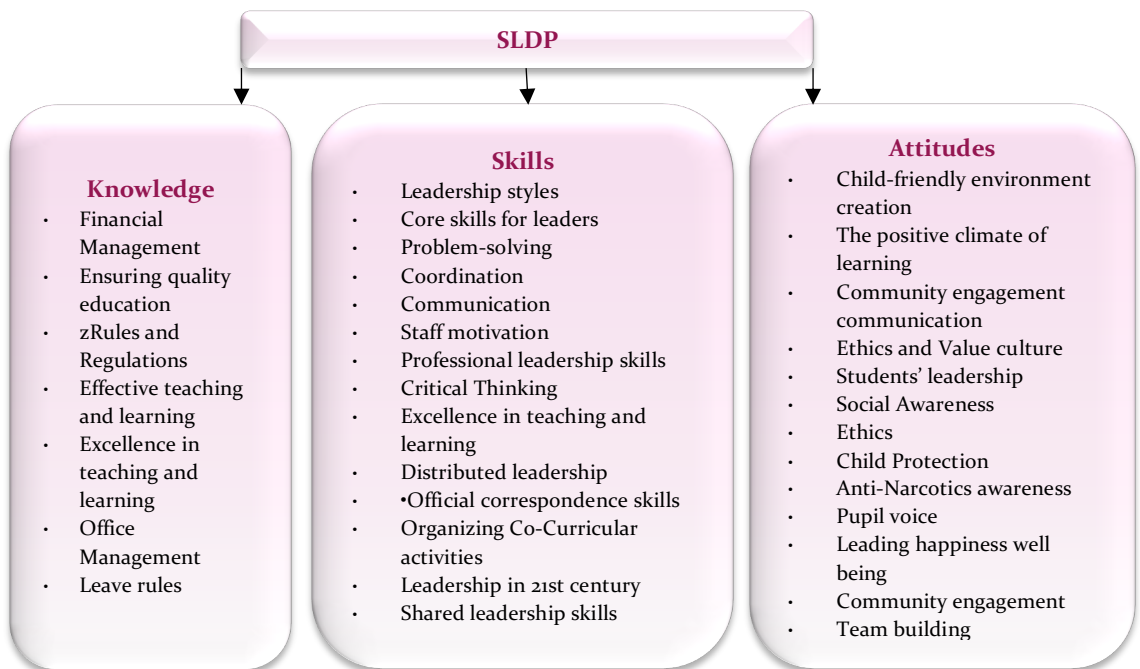 SLDP
Knowledge
· Financial
Management
· Ensuring quality
education
· zRules and
Regulations
· Effective teaching
and learning
· Excellence in
teaching and
learning
· Office
Management
· Leave rules
Skills
· Leadership styles
· Core skills for leaders
· Problem-solving
· Coordination
· Communication
· Staff motivation
· Professional leadership skills
· Critical Thinking
· Excellence in teaching and
learning
· Distributed leadership
· •Official correspondence skills
· Organizing Co-Curricular
activities
· Leadership in 21st century
· Shared leadership skills
Attitudes
· Child-friendly environment
creation
· The positive climate of
learning
· Community engagement
communication
· Ethics and Value culture
· Students’ leadership
· Social Awareness
· Ethics
· Child Protection
· Anti-Narcotics awareness
· Pupil voice
· Leading happiness well
being
· Community engagement
· Team building